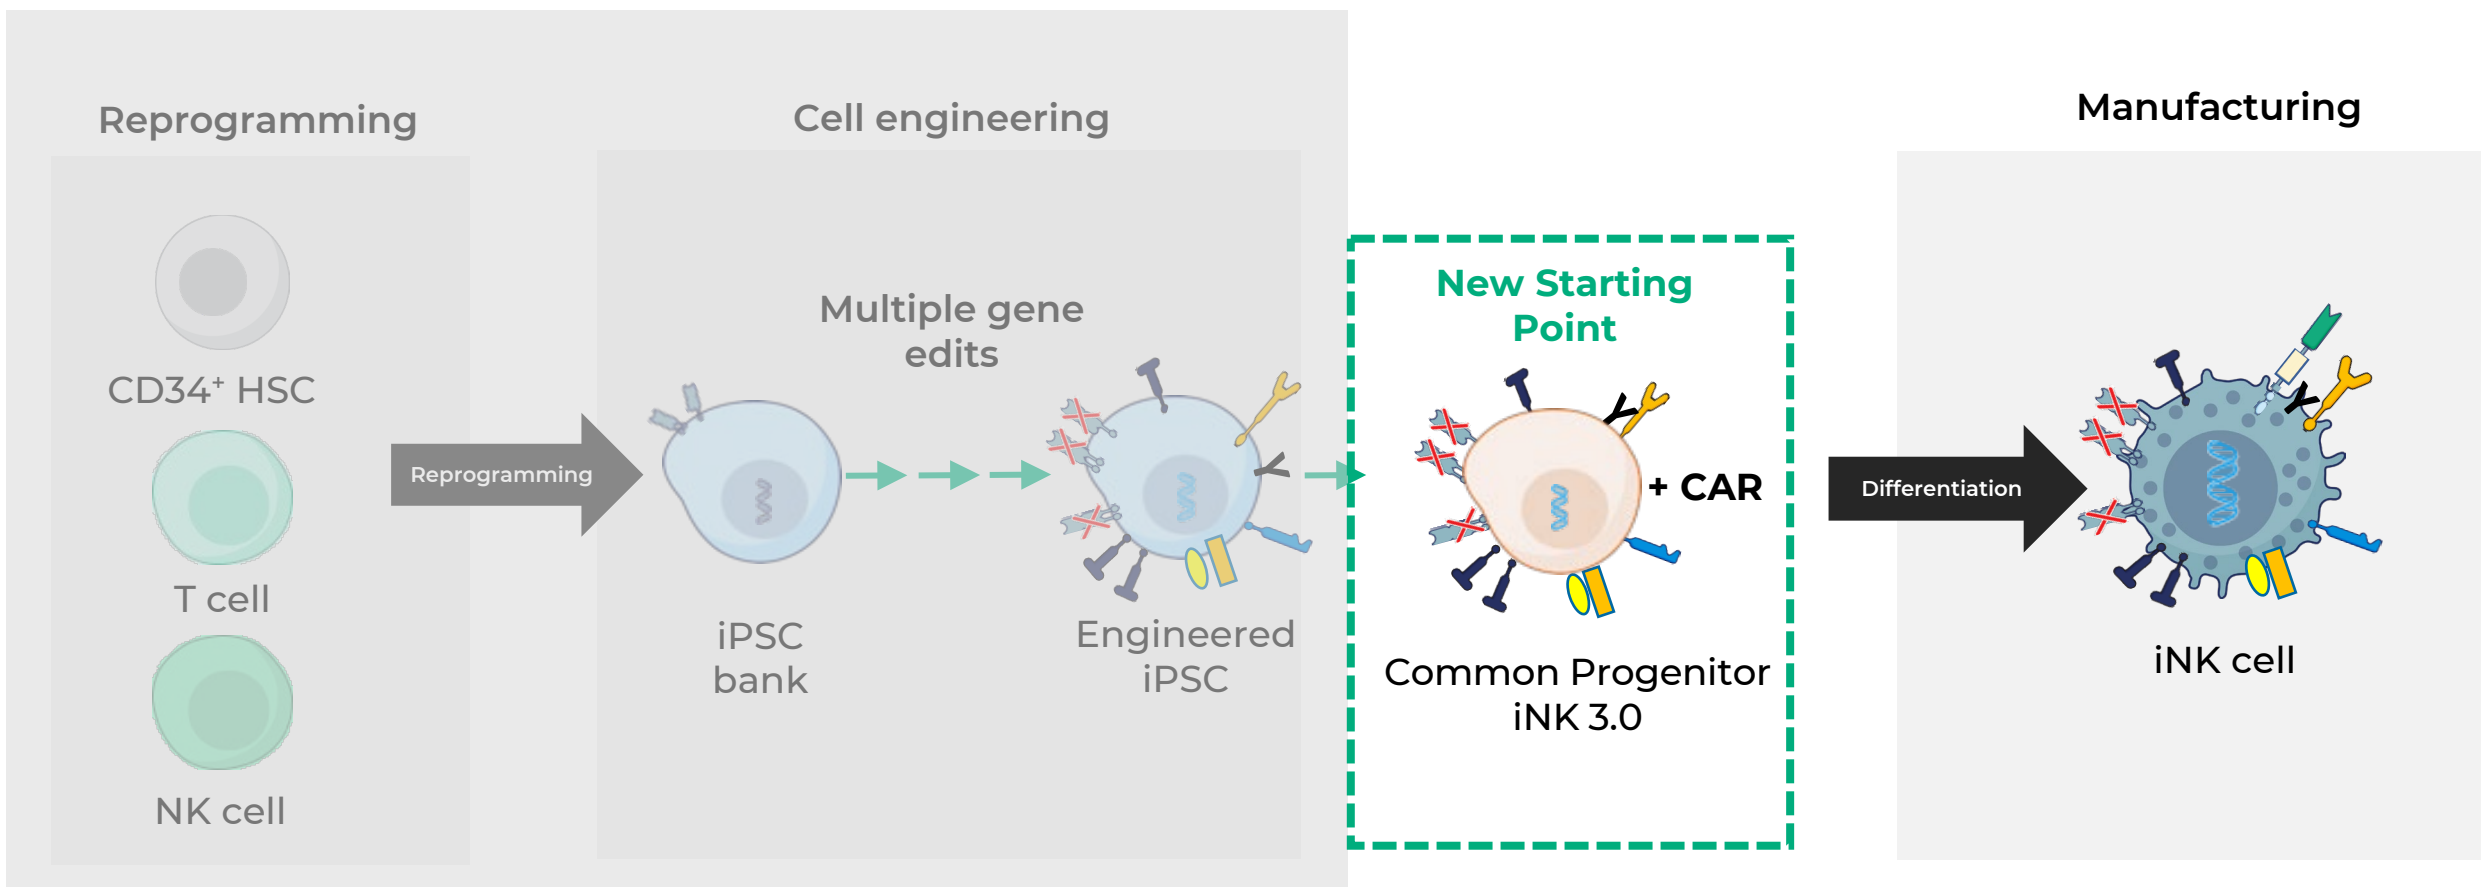 Reprogramming
CD34⁺ HSC
T cell
NK cell
Reprogramming
Cell engineering
Multiple gene
edits
iPSC
bank
Engineered
iPSC
New Starting
Point
+ CAR
Common Progenitor
iNK 3.0
Differentiation
Manufacturing
iNK cell